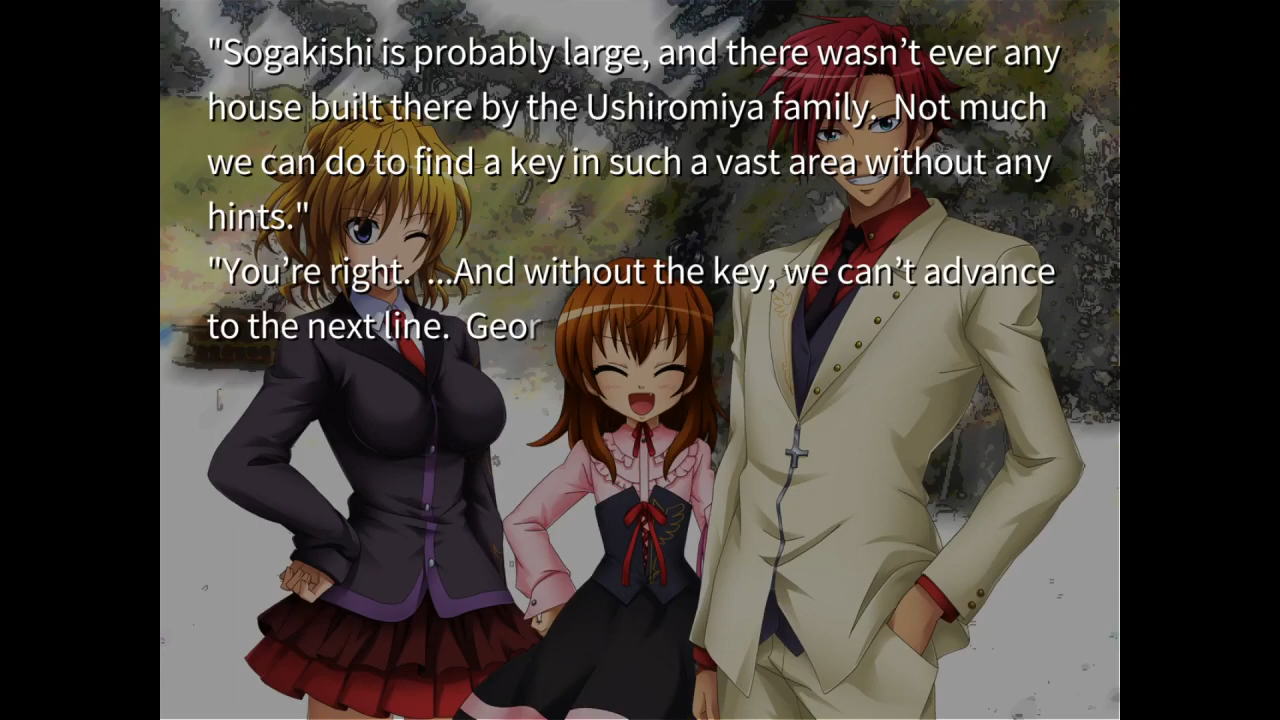 "Sogakishi is probably large, and there wasn’t ever any
house built there by the Ushiromiya family.  Not much
we can do to find a key in such a vast area without any
hints."
"You’re right.  ...And without the key, we can’t advance
to the next line.  Geor